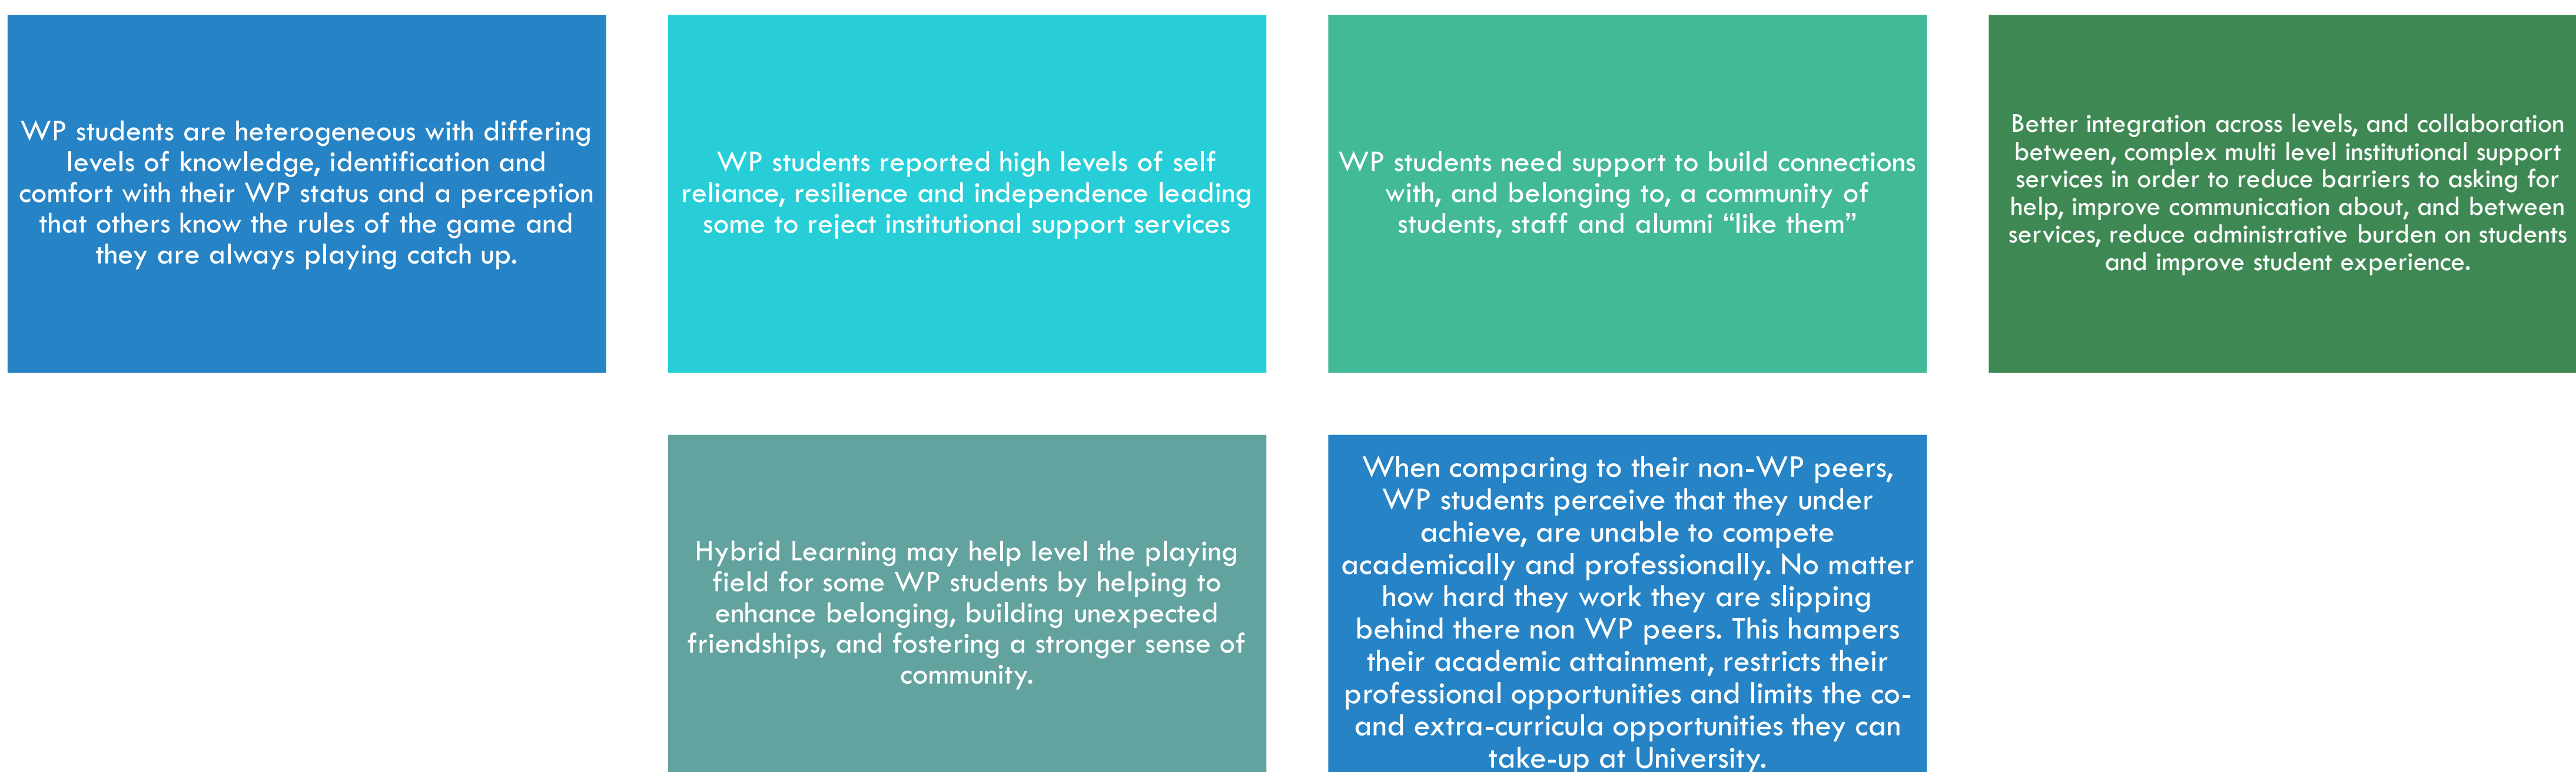 WP students are heterogeneous with differing
levels of knowledge, identification and
comfort with their WP status and a perception
that others know the rules of the game and
they are always playing catch up.
WP students reported high levels of self
reliance, resilience and independence leading
some to reject institutional support services
WP students need support to build connections
with, and belonging to, a community of
students, staff and alumni “like them”
Better integration across levels, and collaboration
between, complex multi level institutional support
services in order to reduce barriers to asking for
help, improve communication about, and between
services, reduce administrative burden on students
and improve student experience.
Hybrid Learning may help level the playing
field for some WP students by helping to
enhance belonging, building unexpected
friendships, and fostering a stronger sense of
community.
When comparing to their non-WP peers,
WP students perceive that they under
achieve, are unable to compete
academically and professionally. No matter
how hard they work they are slipping
behind there non WP peers. This hampers
their academic attainment, restricts their
professional opportunities and limits the co-
and extra-curricula opportunities they can
take-up at University.